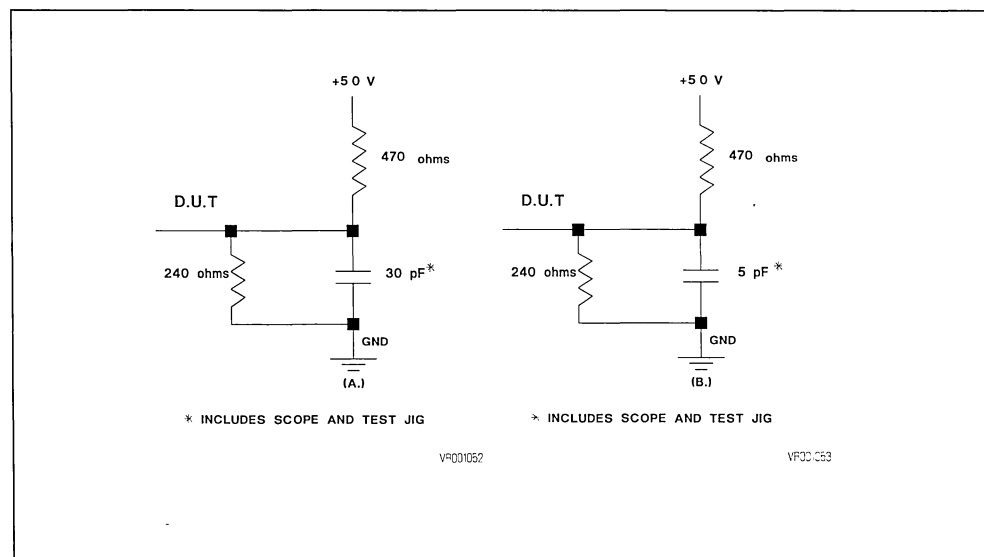 +5 0 V
470 ohms
D.U.T
240 ohms
30 pF*
GND
(A.)
* INCLUDES SCOPE AND TEST JIG
VR001052
+5 0 V
470 ohms
D.U.T
240 ohms
5 pF*
GND
(B.)
* INCLUDES SCOPE AND TEST JIG